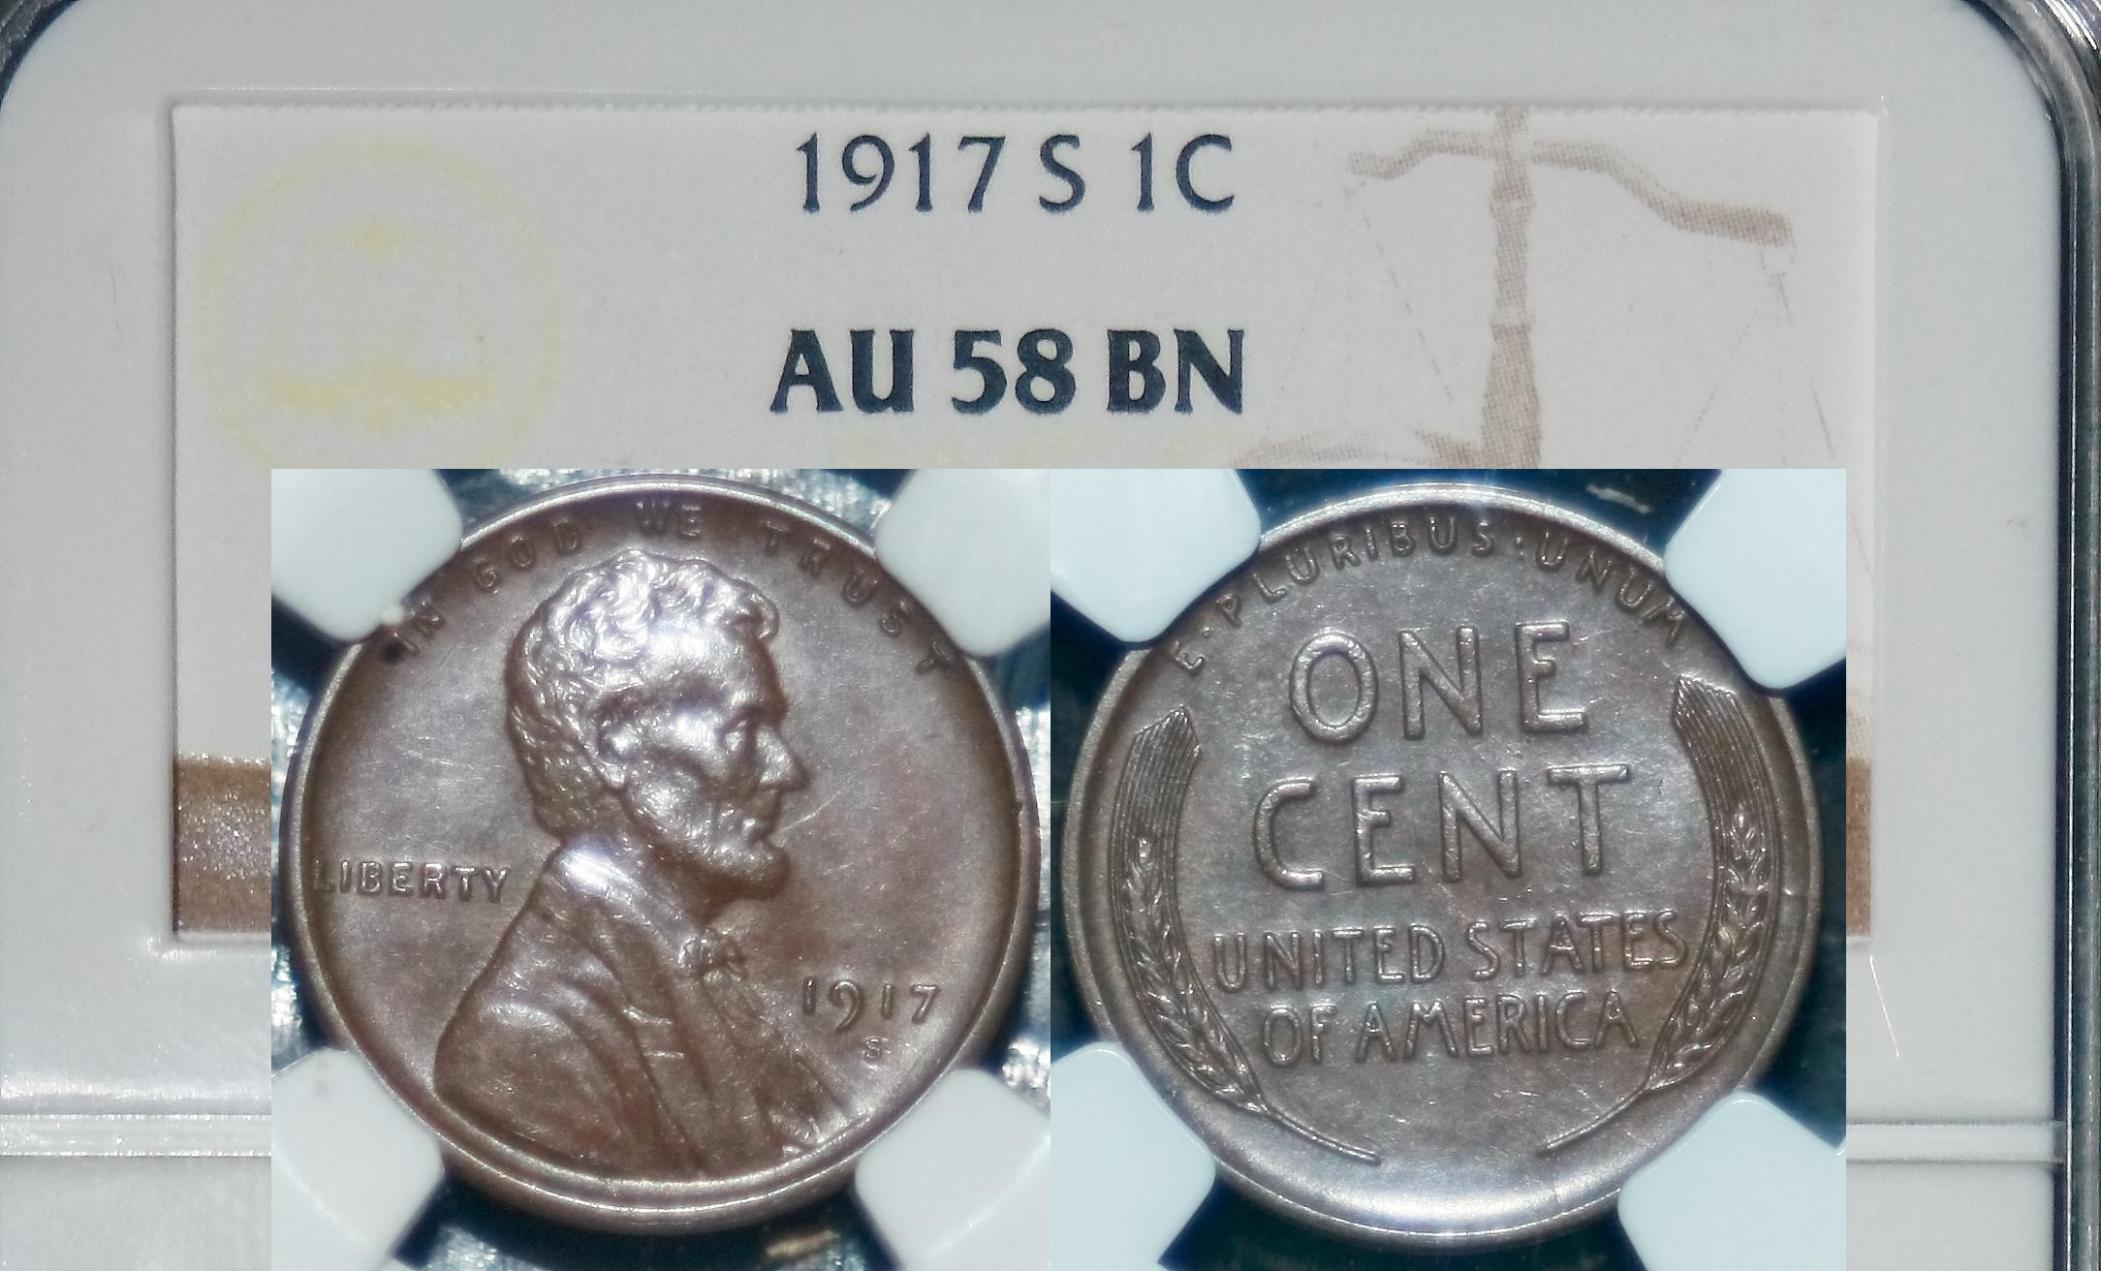 1917 S 1C
AU 58 BN
IN GOD WE TRUST
LIBERTY
1917
S
E·PLURIBUS·UNUM
ONE
CENT
UNITED STATES
OF AMERICA